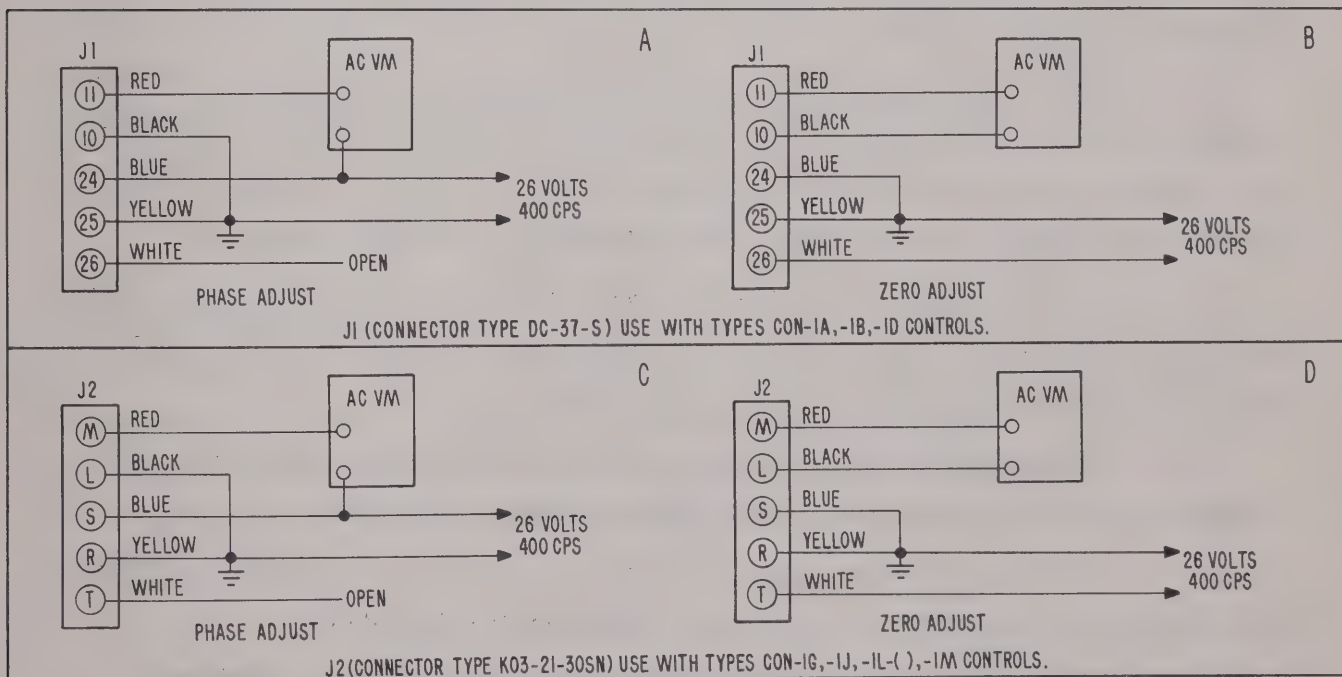 A
J1
AC VM
11 RED
10 BLACK
24 BLUE
26 VOLTS
400 CPS
25 YELLOW
26 WHITE
OPEN
PHASE ADJUST
B
J1
AC VM
11 RED
10 BLACK
24 BLUE
25 YELLOW
26 VOLTS
400 CPS
26 WHITE
ZERO ADJUST
J1 (CONNECTOR TYPE DC-37-S) USE WITH TYPES CON-1A,-1B,-1D CONTROLS.
C
J2
AC VM
M RED
L BLACK
S BLUE
26 VOLTS
400 CPS
R YELLOW
T WHITE
OPEN
PHASE ADJUST
D
J2
AC VM
M RED
L BLACK
S BLUE
R YELLOW
26 VOLTS
400 CPS
T WHITE
ZERO ADJUST
J2 (CONNECTOR TYPE K03-21-30SN) USE WITH TYPES CON-1G,-1J,-1L-( ),-1M CONTROLS.